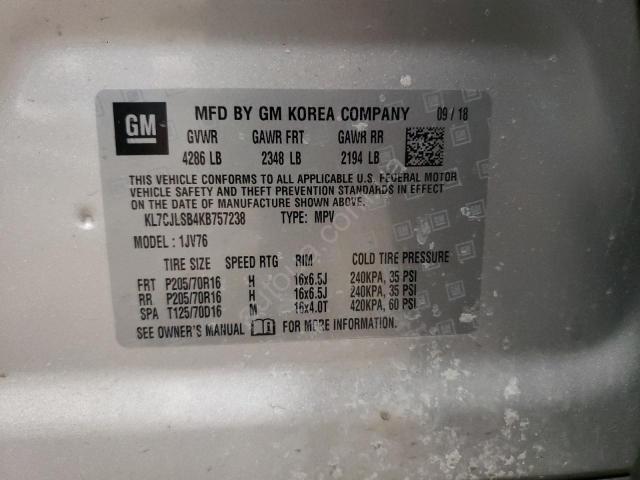 GM
MFD BY GM KOREA COMPANY 09 / 18
GVWR GAWR FRT GAWR RR
4286 LB 2348 LB 2194 LB
THIS VEHICLE CONFORMS TO ALL APPLICABLE U.S. FEDERAL MOTOR
VEHICLE SAFETY AND THEFT PREVENTION STANDARDS IN EFFECT
ON THE DATE OF MANUFACTURE SHOWN ABOVE.
KL7CJLSB4KB757238 TYPE: MPV
MODEL : 1JV76
TIRE SIZE SPEED RTG RIM COLD TIRE PRESSURE
FRT P205/70R16 H 16x6.5J 240KPA, 35 PSI
RR P205/70R16 H 16x6.5J 240KPA, 35 PSI
SPA T125/70D16 M 16x4.0T 420KPA, 60 PSI
SEE OWNER'S MANUAL FOR MORE INFORMATION.